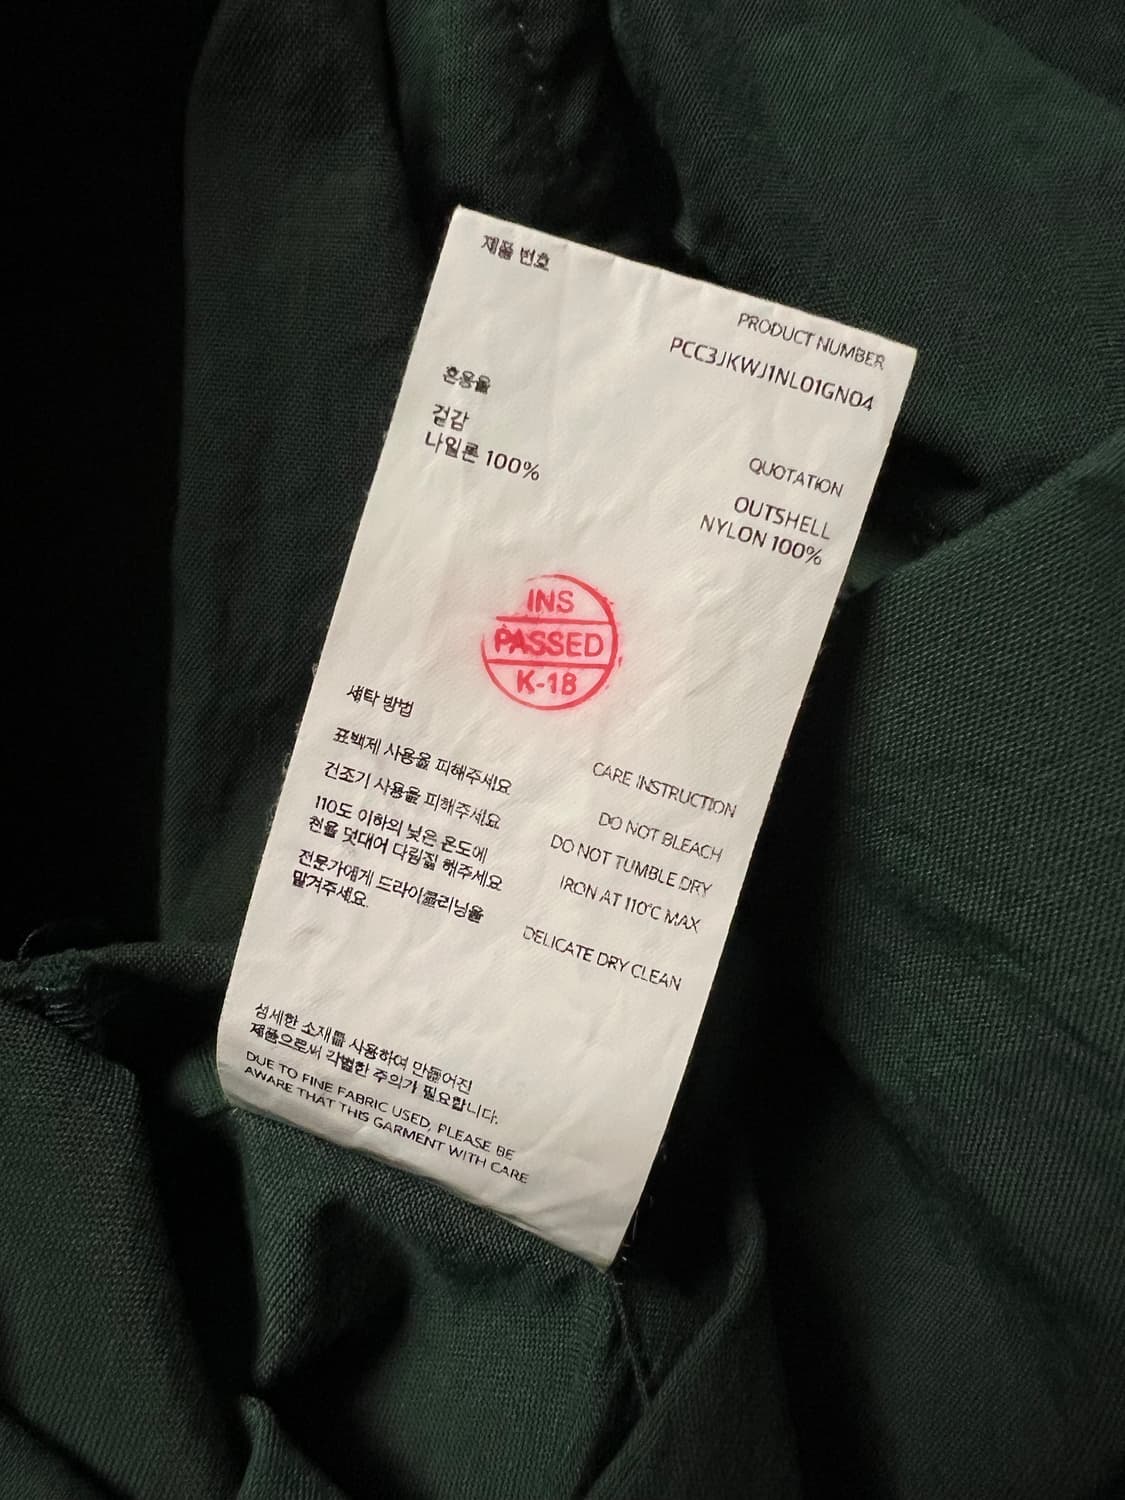 제품 번호
PRODUCT NUMBER
PCC3JKWJ1NL01GN04
혼용율
겉감
나일론 100%
QUOTATION
OUTSHELL
NYLON 100%
INS
PASSED
K-18
세탁 방법
표백제 사용을 피해주세요
건조기 사용을 피해주세요
110도 이하의 낮은 온도에
천을 덧대어 다림질 해주세요
전문가에게 드라이클리닝을
맡겨주세요.
CARE INSTRUCTION
DO NOT BLEACH
DO NOT TUMBLE DRY
IRON AT 110°C MAX
DELICATE DRY CLEAN
섬세한 소재를 사용하여 만들어진
제품으로써 각별한 주의가 필요합니다.
DUE TO FINE FABRIC USED, PLEASE BE
AWARE THAT THIS GARMENT WITH CARE